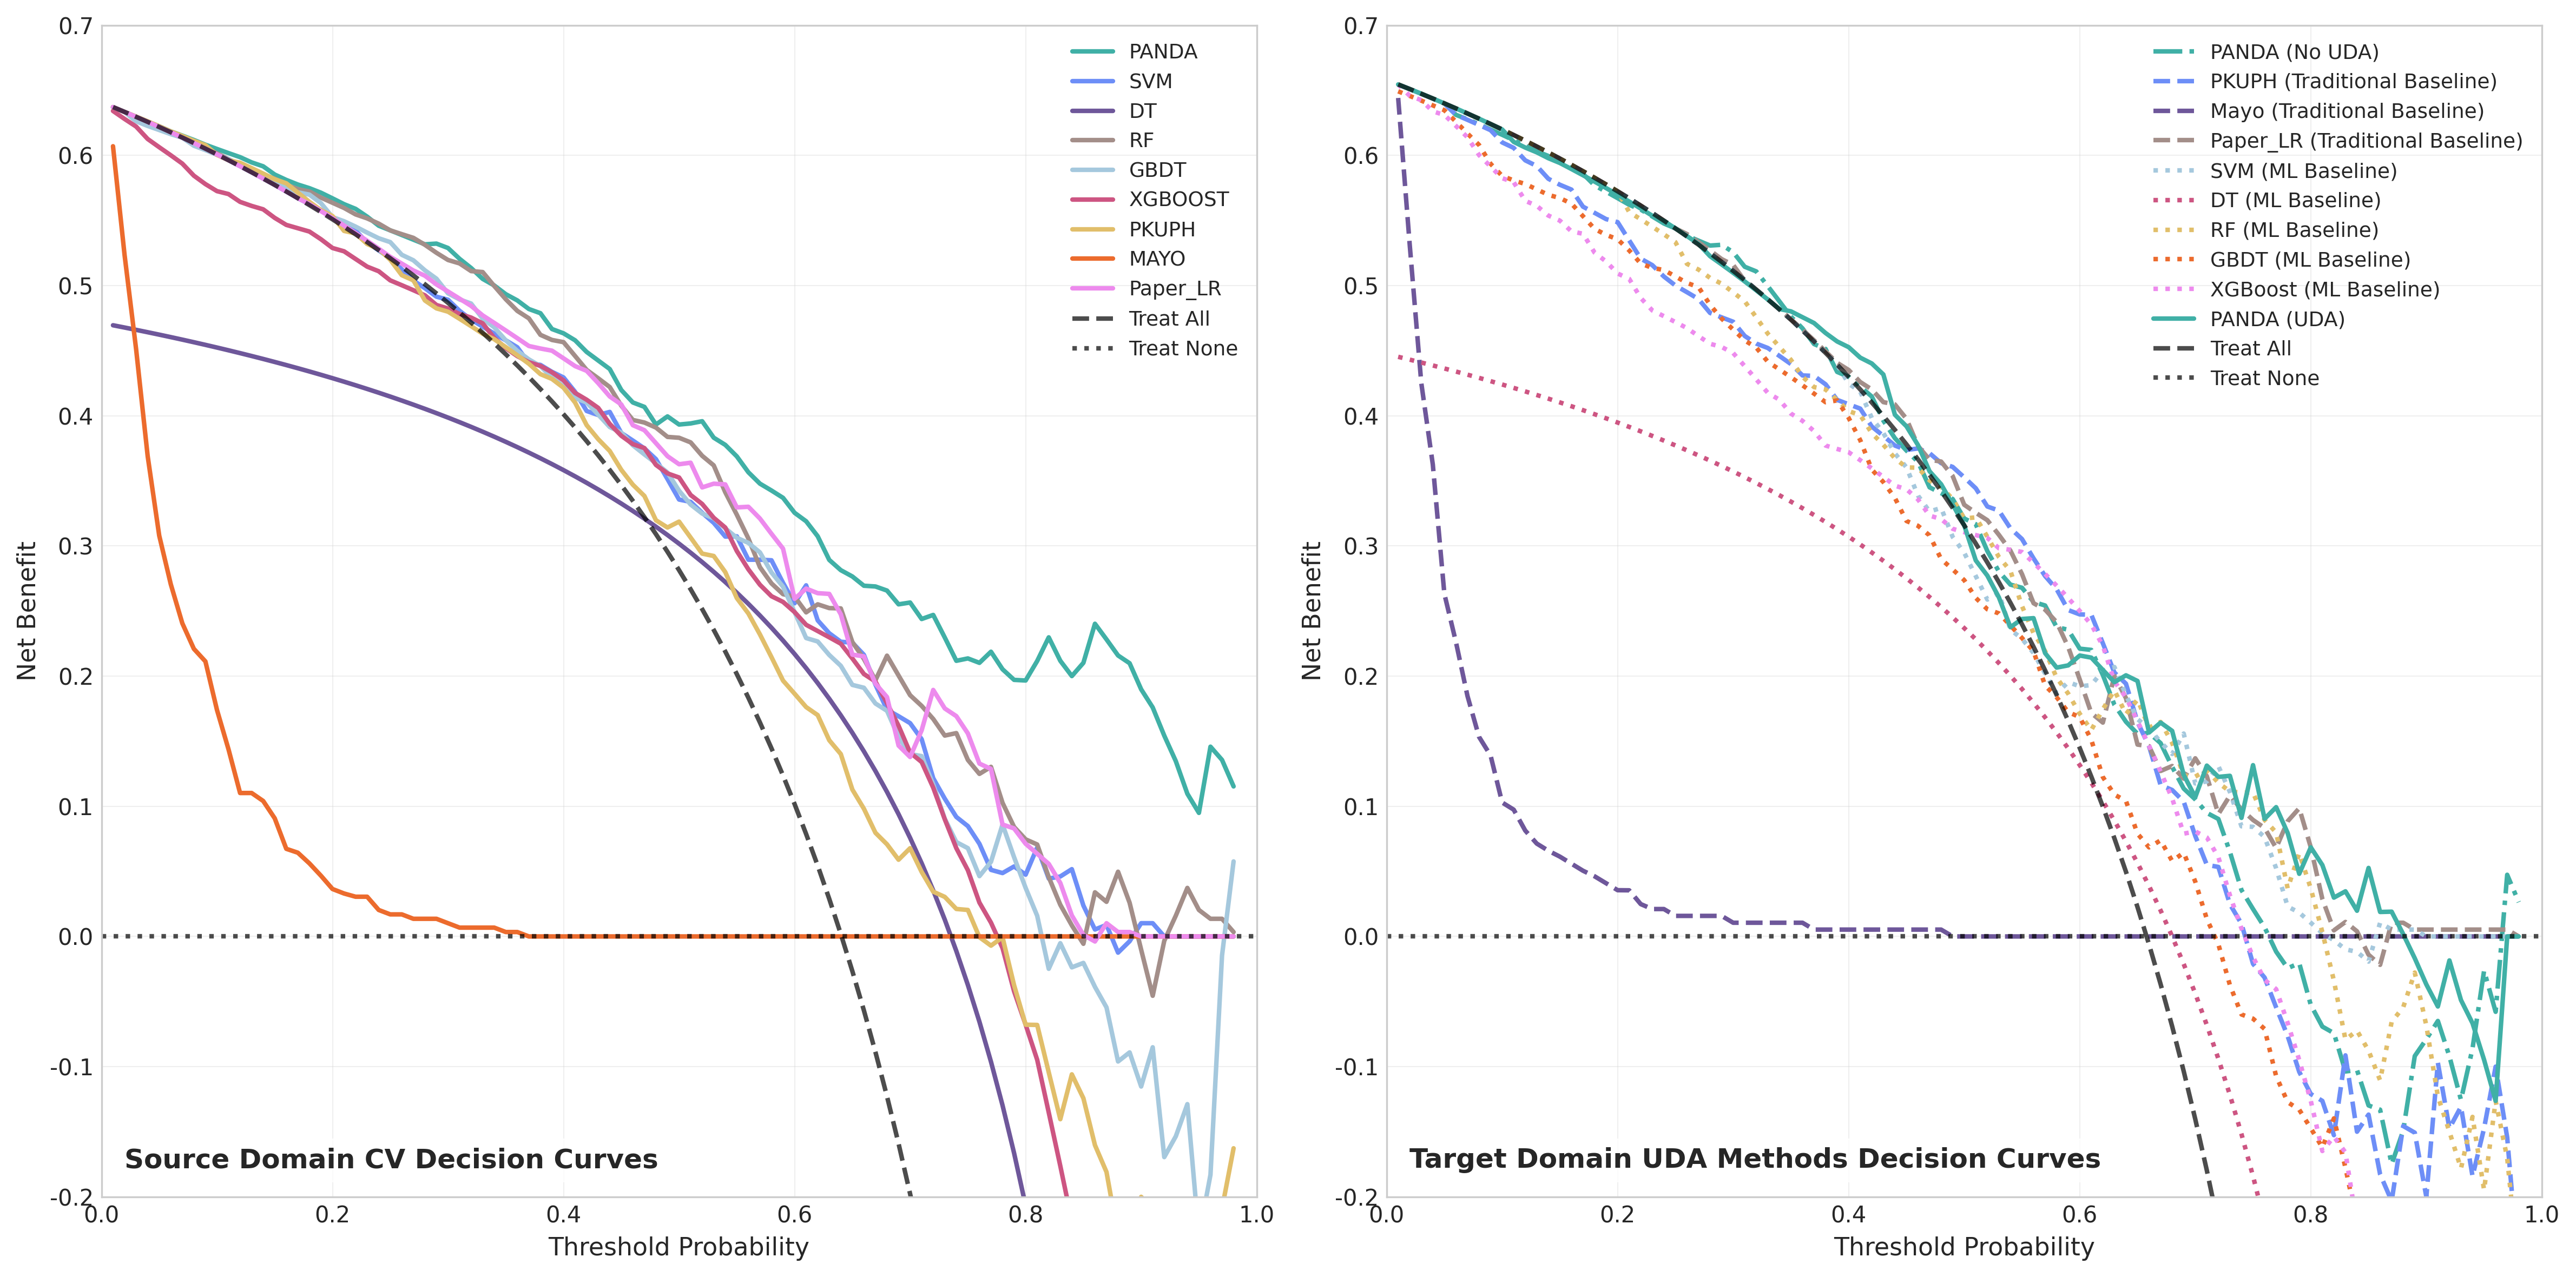 0.7
0.6
0.5
0.4
0.3
0.2
0.1
0.0
-0.1
-0.2
Net Benefit
PANDA
SVM
DT
RF
GBDT
XGBOOST
PKUPH
MAYO
Paper_LR
Treat All
Treat None
Source Domain CV Decision Curves
0.0 0.2 0.4 0.6 0.8 1.0
Threshold Probability
0.7
0.6
0.5
0.4
0.3
0.2
0.1
0.0
-0.1
-0.2
Net Benefit
PANDA (No UDA)
PKUPH (Traditional Baseline)
Mayo (Traditional Baseline)
Paper_LR (Traditional Baseline)
SVM (ML Baseline)
DT (ML Baseline)
RF (ML Baseline)
GBDT (ML Baseline)
XGBoost (ML Baseline)
PANDA (UDA)
Treat All
Treat None
Target Domain UDA Methods Decision Curves
0.0 0.2 0.4 0.6 0.8 1.0
Threshold Probability